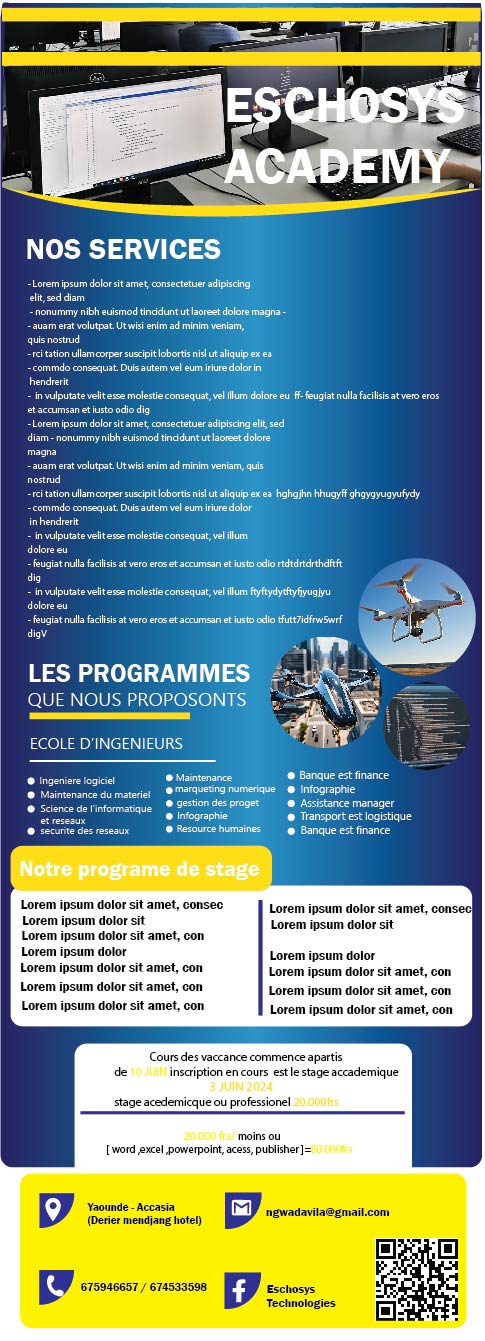 ESCHOSYS
ACADEMY
NOS SERVICES
- Lorem ipsum dolor sit amet, consectetuer adipiscing
elit, sed diam
- nonummy nibh euismod tincidunt ut laoreet dolore magna -
- auam erat volutpat. Ut wisi enim ad minim veniam,
quis nostrud
- rci tation ullamcorper suscipit lobortis nisl ut aliquip ex ea
- commdo consequat. Duis autem vel eum iriure dolor in
hendrerit
- in vulputate velit esse molestie consequat, vel illum dolore eu ff- feugiat nulla facilisis at vero eros
et accumsan et iusto odio dig
- Lorem ipsum dolor sit amet, consectetuer adipiscing elit, sed
diam - nonummy nibh euismod tincidunt ut laoreet dolore
magna
- auam erat volutpat. Ut wisi enim ad minim veniam, quis
nostrud
- rci tation ullamcorper suscipit lobortis nisl ut aliquip ex ea hghgjhn hhugyff ghgygyugyufydy
- commdo consequat. Duis autem vel eum iriure dolor
in hendrerit
- in vulputate velit esse molestie consequat, vel illum
dolore eu
- feugiat nulla facilisis at vero eros et accumsan et iusto odio rtdtdrtdrthdftft
dig
- in vulputate velit esse molestie consequat, vel illum ftyftydytftyfjyugjyu
dolore eu
- feugiat nulla facilisis at vero eros et accumsan et iusto odio tfutt7idfrw5wrf
digV
LES PROGRAMMES
QUE NOUS PROPOSONTS
ECOLE D'INGENIEURS
Ingeniere logiciel
Maintenance du materiel
Science de l'informatique
et reseaux
securite des reseaux
Maintenance
marqueting numerique
gestion des proget
Infographie
Resource humaines
Banque est finance
Infographie
Assistance manager
Transport est logistique
Banque est finance
Notre programe de stage
Lorem ipsum dolor sit amet, consec
Lorem ipsum dolor sit
Lorem ipsum dolor sit amet, con
Lorem ipsum dolor
Lorem ipsum dolor sit amet, con
Lorem ipsum dolor sit amet, con
Lorem ipsum dolor sit amet, con
Lorem ipsum dolor sit amet, consec
Lorem ipsum dolor sit
Lorem ipsum dolor
Lorem ipsum dolor sit amet, con
Lorem ipsum dolor sit amet, con
Lorem ipsum dolor sit amet, con
Cours des vaccance commence apartis
de 10 JUIN inscription en cours est le stage accademique
3 JUIN 2024
stage acedemicque ou professionel 20.000frs
20.000 frs/ moins ou
[ word ,excel ,powerpoint, acess, publisher ]=80.000frs
Yaounde - Accasia
(Derier mendjang hotel)
ngwadavila@gmail.com
675946657 / 674533598
Eschosys
Technologies